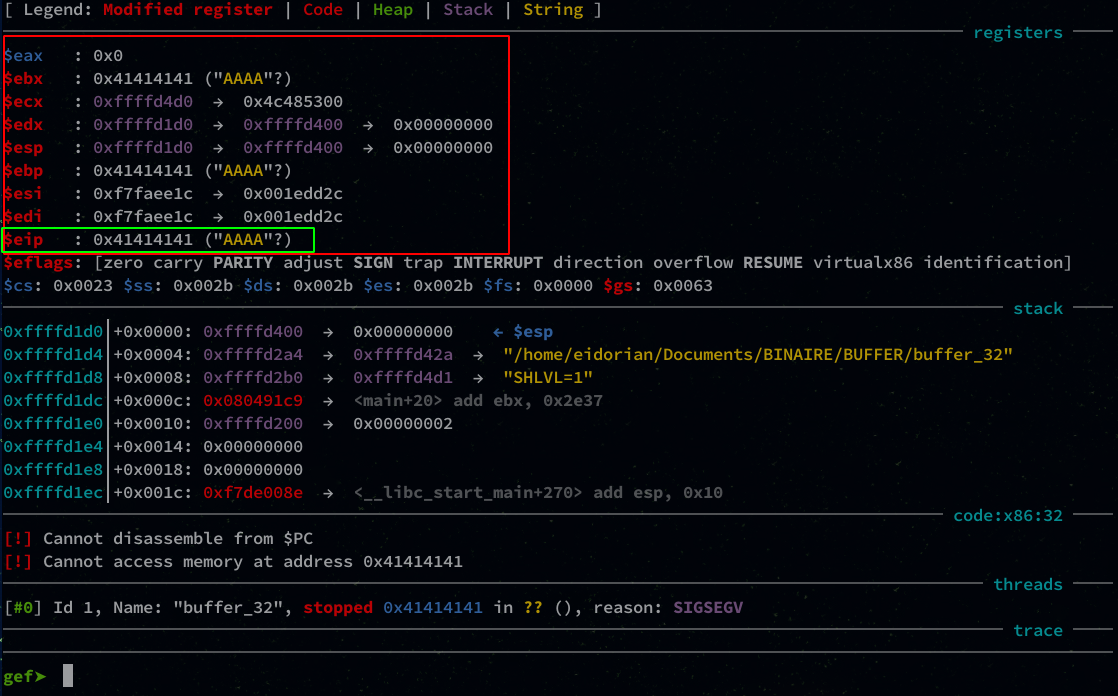 [ Legend: Modified register | Code | Heap | Stack | String ]
registers
$eax   : 0x0
$ebx   : 0x41414141 ("AAAA"?)
$ecx   : 0xffffd4d0  →  0x4c485300
$edx   : 0xffffd1d0  →  0xffffd400  →  0x00000000
$esp   : 0xffffd1d0  →  0xffffd400  →  0x00000000
$ebp   : 0x41414141 ("AAAA"?)
$esi   : 0xf7faee1c  →  0x001edd2c
$edi   : 0xf7faee1c  →  0x001edd2c
$eip   : 0x41414141 ("AAAA"?)
$eflags: [zero carry PARITY adjust SIGN trap INTERRUPT direction overflow RESUME virtualx86 identification]
$cs: 0x0023 $ss: 0x002b $ds: 0x002b $es: 0x002b $fs: 0x0000 $gs: 0x0063
stack
0xffffd1d0│+0x0000: 0xffffd400  →  0x00000000    ← $esp
0xffffd1d4│+0x0004: 0xffffd2a4  →  0xffffd42a  →  "/home/eidorian/Documents/BINAIRE/BUFFER/buffer_32"
0xffffd1d8│+0x0008: 0xffffd2b0  →  0xffffd4d1  →  "SHLVL=1"
0xffffd1dc│+0x000c: 0x080491c9  →  <main+20> add ebx, 0x2e37
0xffffd1e0│+0x0010: 0xffffd200  →  0x00000002
0xffffd1e4│+0x0014: 0x00000000
0xffffd1e8│+0x0018: 0x00000000
0xffffd1ec│+0x001c: 0xf7de008e  →  <__libc_start_main+270> add esp, 0x10
code:x86:32
[!] Cannot disassemble from $PC
[!] Cannot access memory at address 0x41414141
threads
[#0] Id 1, Name: "buffer_32", stopped 0x41414141 in ?? (), reason: SIGSEGV
trace
gef➤